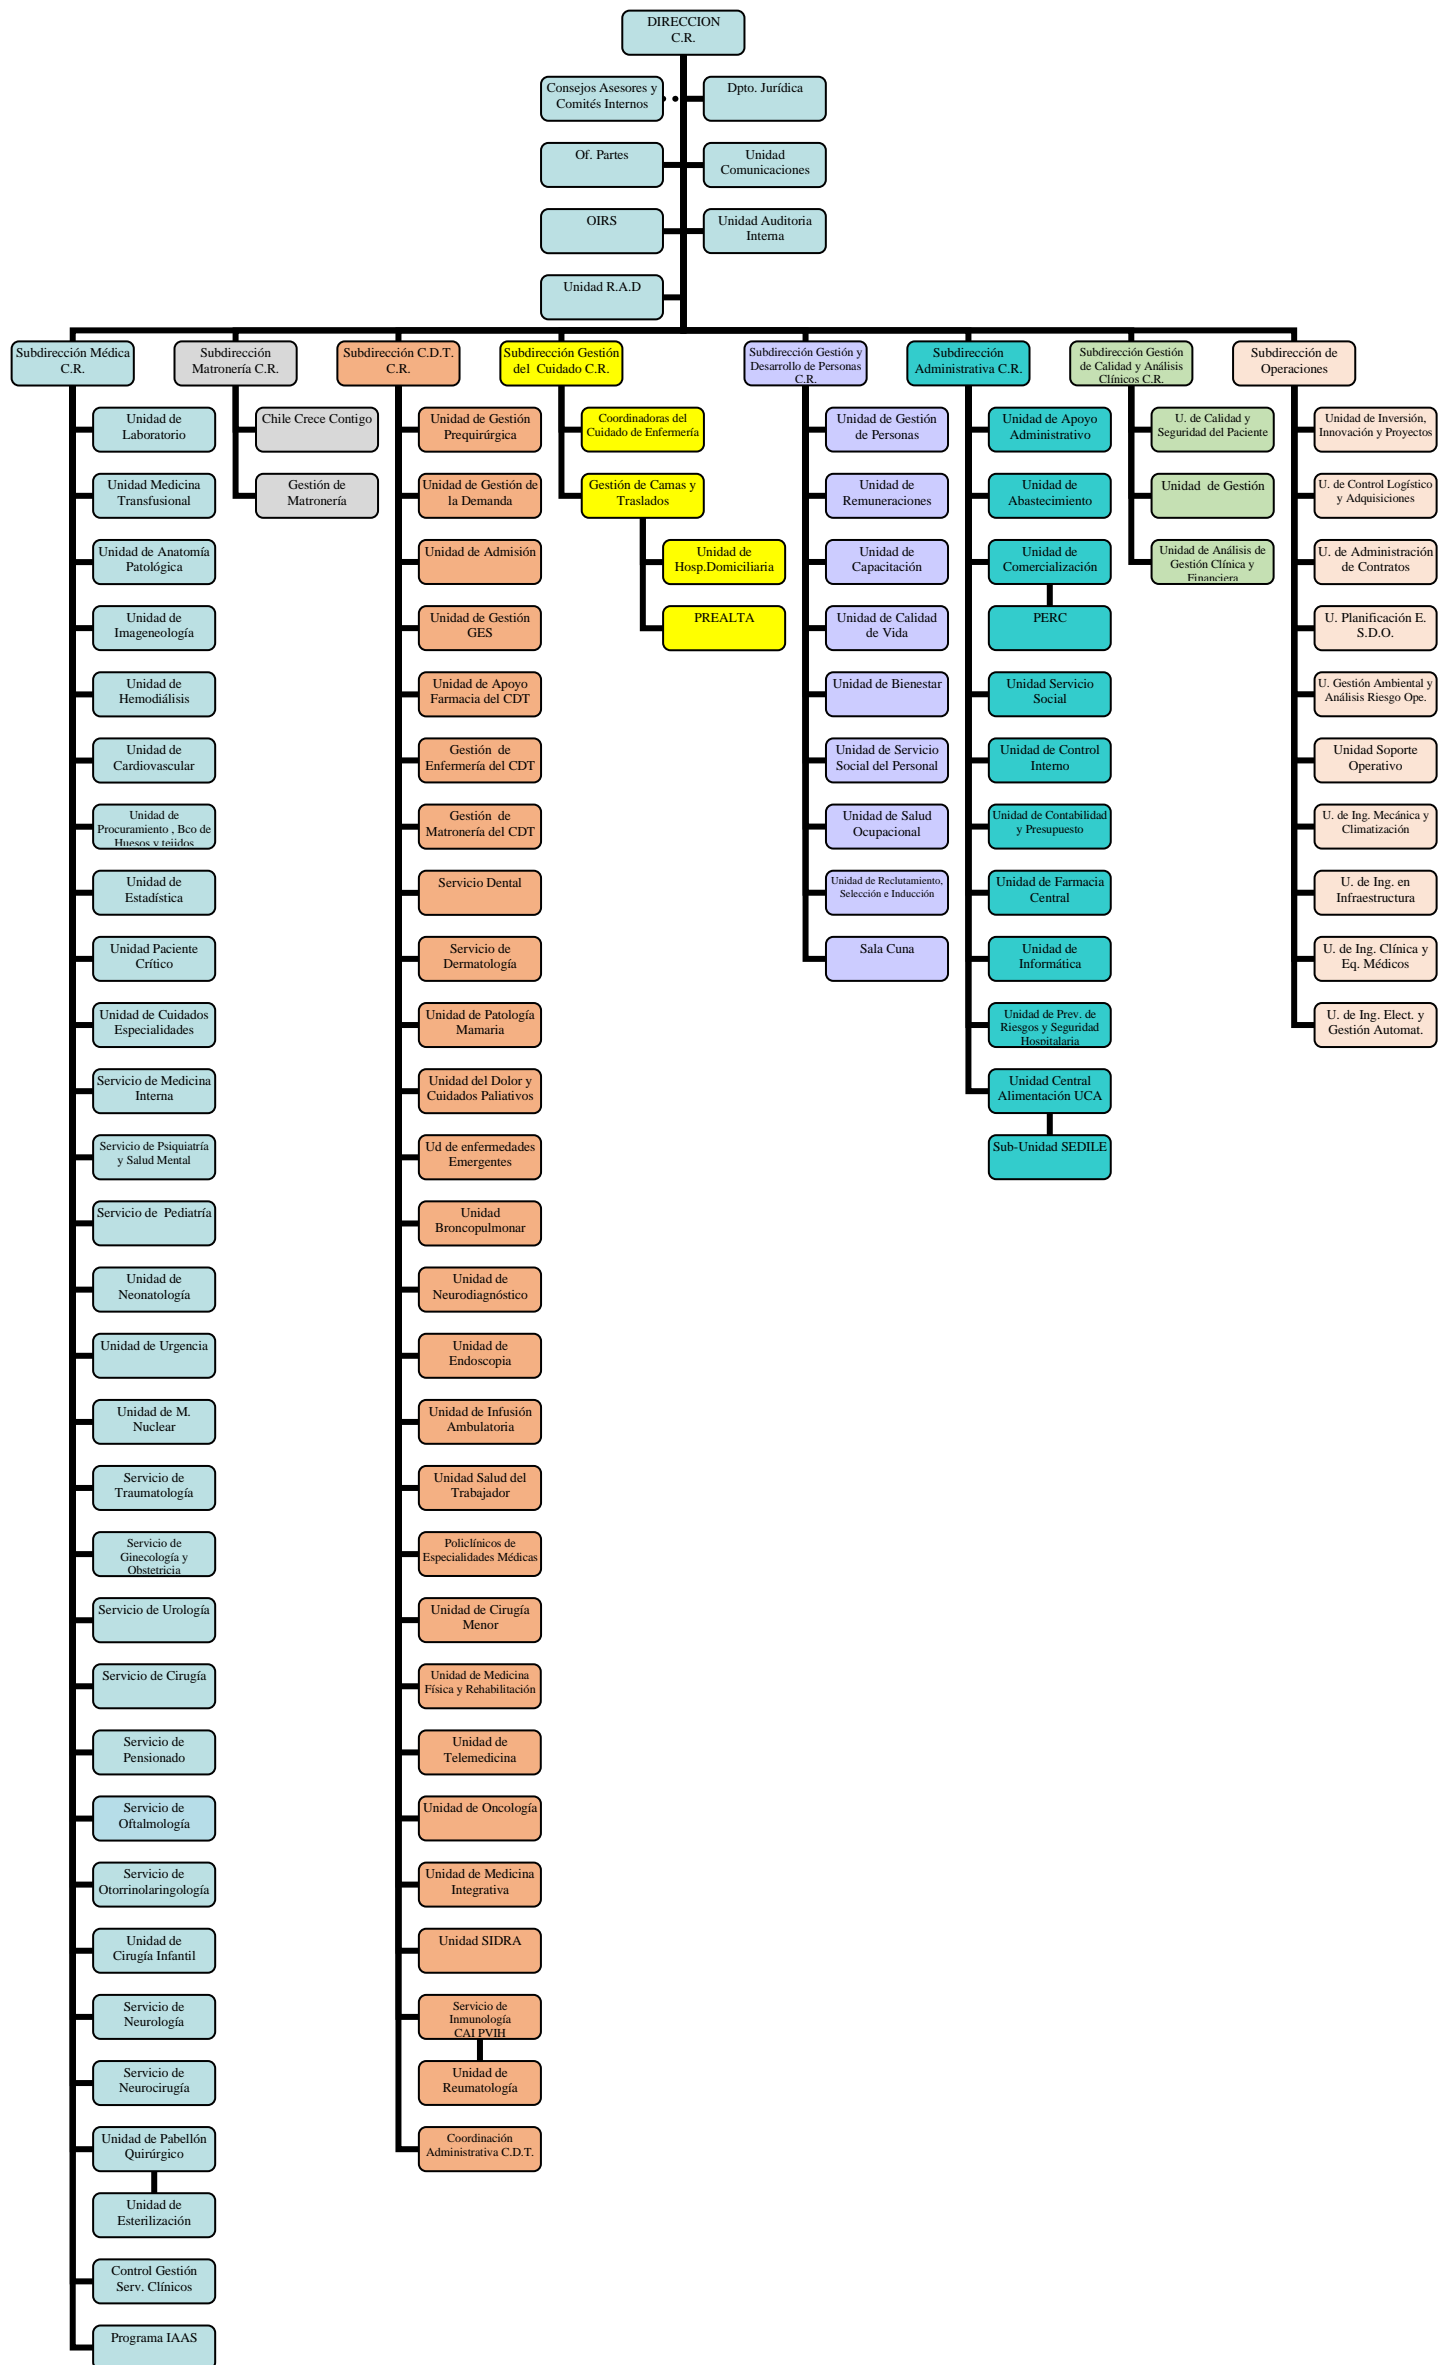 DIRECCION
C.R.
Consejos Asesores y
Comités Internos
Dpto. Jurídica
Of. Partes
Unidad
Comunicaciones
OIRS
Unidad Auditoria
Interna
Unidad R.A.D
Subdirección Médica
C.R.
Unidad de
Laboratorio
Unidad Medicina
Transfusional
Unidad de Anatomía
Patológica
Unidad de
Imageneología
Unidad de
Hemodiálisis
Unidad de
Cardiovascular
Unidad de
Procuramiento , Bco de
Huesos y tejidos
Unidad de
Estadística
Unidad Paciente
Crítico
Unidad de Cuidados
Especialidades
Servicio de Medicina
Interna
Servicio de Psiquiatría
y Salud Mental
Servicio de  Pediatría
Unidad de
Neonatología
Unidad de Urgencia
Unidad de M.
Nuclear
Servicio de
Traumatología
Servicio de
Ginecología y
Obstetricia
Servicio de Urología
Servicio de Cirugía
Servicio de
Pensionado
Servicio de
Oftalmología
Servicio de
Otorrinolaringología
Unidad de
Cirugía Infantil
Servicio de
Neurología
Servicio de
Neurocirugía
Unidad de Pabellón
Quirúrgico
Unidad de
Esterilización
Control Gestión
Serv. Clínicos
Programa IAAS
Subdirección
Matronería C.R.
Chile Crece Contigo
Gestión de
Matronería
Subdirección C.D.T.
C.R.
Unidad de Gestión
Prequirúrgica
Unidad de Gestión de
la Demanda
Unidad de Admisión
Unidad de Gestión
GES
Unidad de Apoyo
Farmacia del CDT
Gestión  de
Enfermería del CDT
Gestión  de
Matronería del CDT
Servicio Dental
Servicio de
Dermatología
Unidad de Patología
Mamaria
Unidad del Dolor y
Cuidados Paliativos
Ud de enfermedades
Emergentes
Unidad
Broncopulmonar
Unidad de
Neurodiagnóstico
Unidad de
Endoscopia
Unidad de Infusión
Ambulatoria
Unidad Salud del
Trabajador
Policlínicos de
Especialidades Médicas
Unidad de Cirugía
Menor
Unidad de Medicina
Física y Rehabilitación
Unidad de
Telemedicina
Unidad de Oncología
Unidad de Medicina
Integrativa
Unidad SIDRA
Servicio de
Inmunología
CAI PVIH
Unidad de
Reumatología
Coordinación
Administrativa C.D.T.
Subdirección Gestión
del  Cuidado C.R.
Coordinadoras del
Cuidado de Enfermería
Gestión de Camas y
Traslados
Unidad de
Hosp.Domiciliaria
PREALTA
Subdirección Gestión y
Desarrollo de Personas
C.R.
Unidad de Gestión
de Personas
Unidad de
Remuneraciones
Unidad de
Capacitación
Unidad de Calidad
de Vida
Unidad de Bienestar
Unidad de Servicio
Social del Personal
Unidad de Salud
Ocupacional
Unidad de Reclutamiento,
Selección e Inducción
Sala Cuna
Subdirección
Administrativa C.R.
Unidad de Apoyo
Administrativo
Unidad de
Abastecimiento
Unidad de
Comercialización
PERC
Unidad Servicio
Social
Unidad de Control
Interno
Unidad de Contabilidad
y Presupuesto
Unidad de Farmacia
Central
Unidad de
Informática
Unidad de Prev. de
Riesgos y Seguridad
Hospitalaria
Unidad Central
Alimentación UCA
Sub-Unidad SEDILE
Subdirección Gestión
de Calidad y Análisis
Clínicos C.R.
U. de Calidad y
Seguridad del Paciente
Unidad  de Gestión
Unidad de Análisis de
Gestión Clínica y
Financiera
Subdirección de
Operaciones
Unidad de Inversión,
Innovación y Proyectos
U. de Control Logístico
y Adquisiciones
U. de Administración
de Contratos
U. Planificación E.
S.D.O.
U. Gestión Ambiental y
Análisis Riesgo Ope.
Unidad Soporte
Operativo
U. de Ing. Mecánica y
Climatización
U. de Ing. en
Infraestructura
U. de Ing. Clínica y
Eq. Médicos
U. de Ing. Elect. y
Gestión Automat.